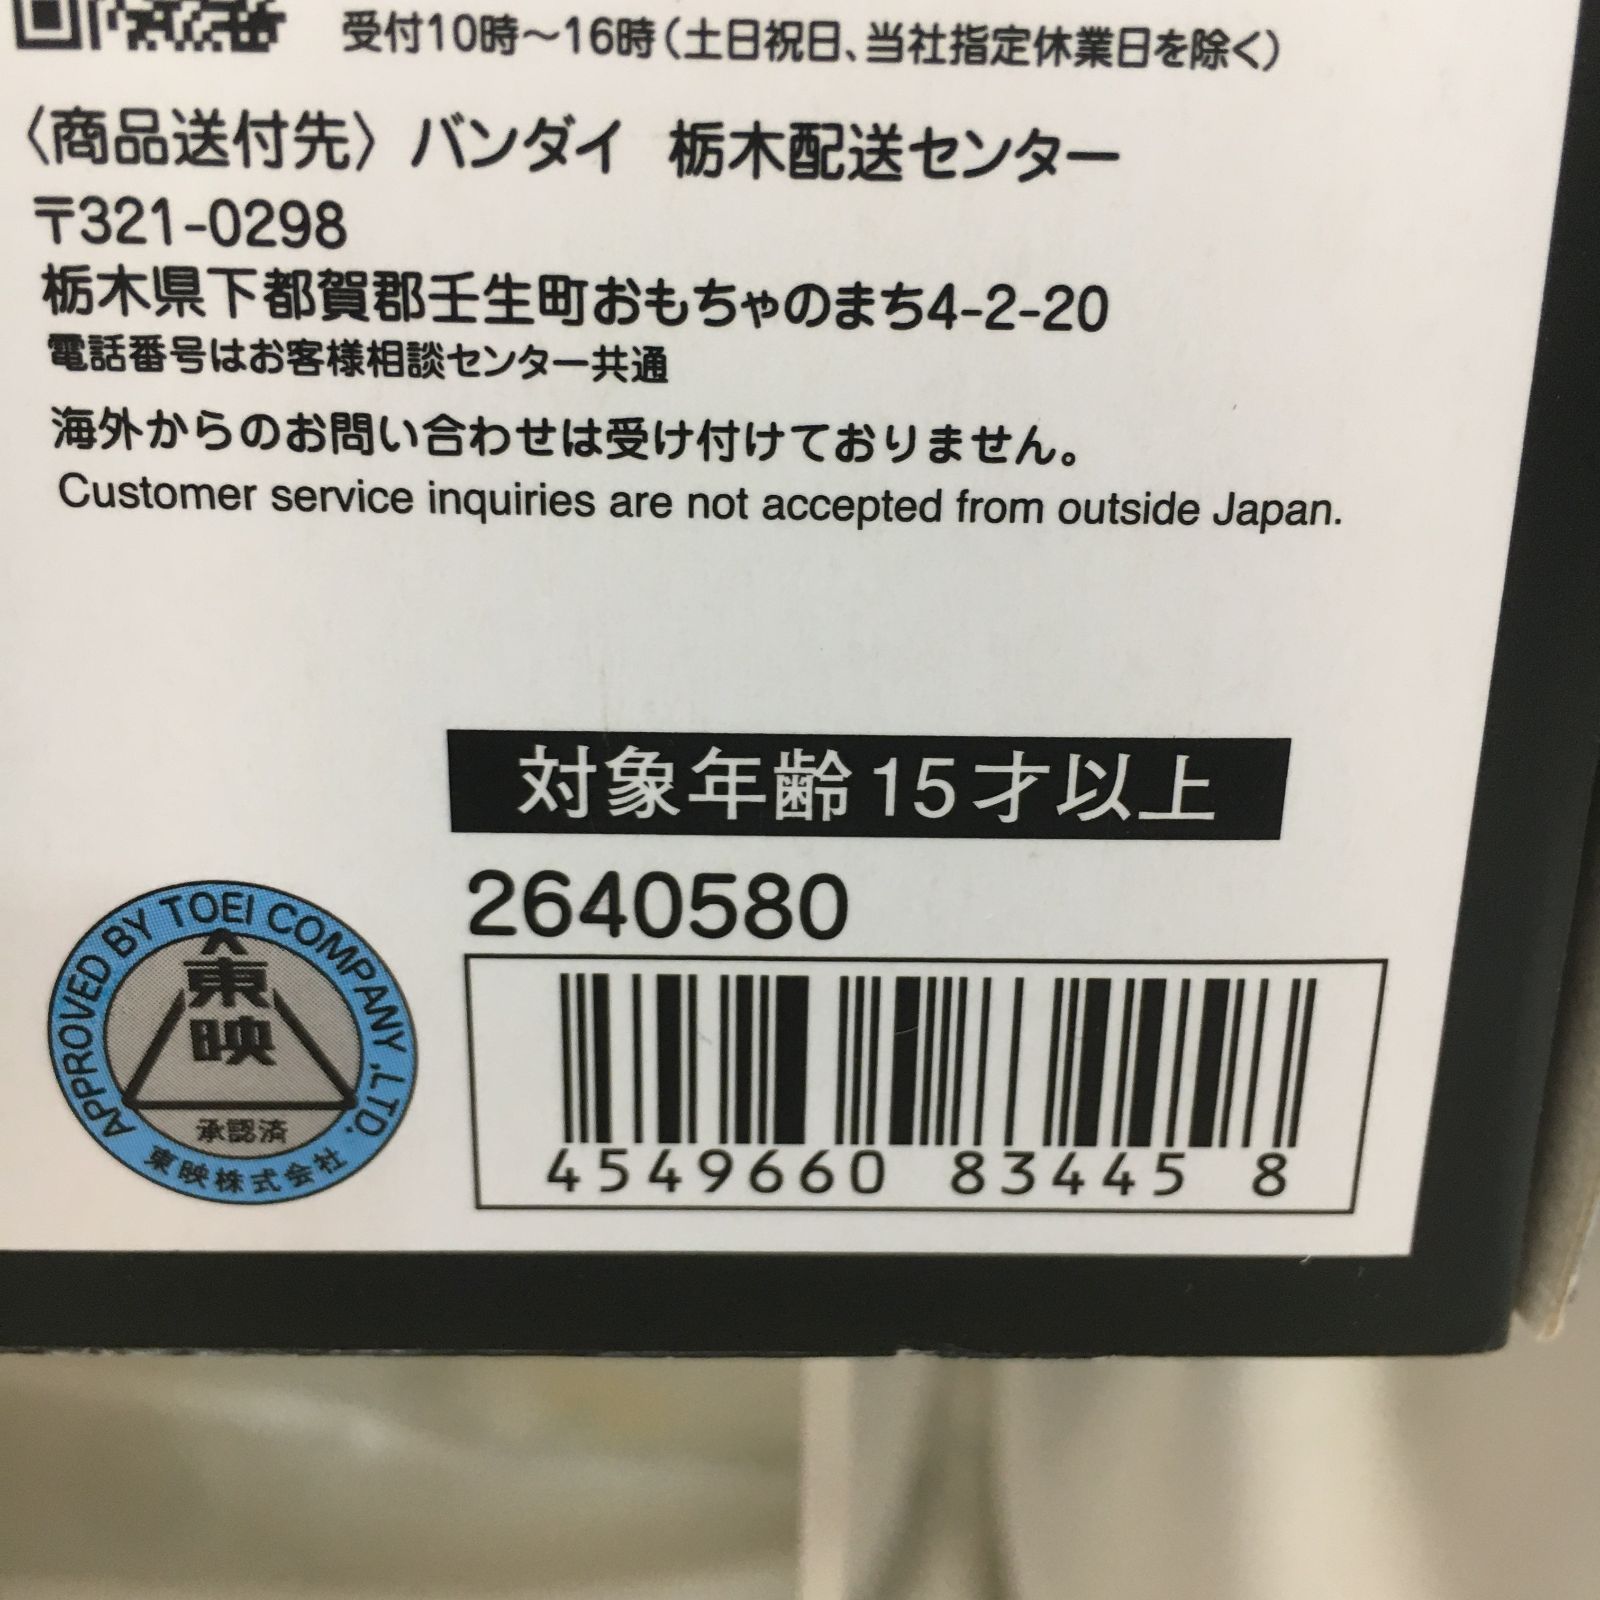 受付10時～16時（土日祝日、当社指定休業日を除く）
〈商品送付先〉バンダイ 栃木配送センター
〒321-0298
栃木県下都賀郡壬生町おもちゃのまち4-2-20
電話番号はお客様相談センター共通
海外からのお問い合わせは受け付けておりません。
Customer service inquiries are not accepted from outside Japan.
対象年齢15才以上
2640580
4549660 83445 8
APPROVED BY TOEI COMPANY ,LTD.
東映
承認済
東映株式会社